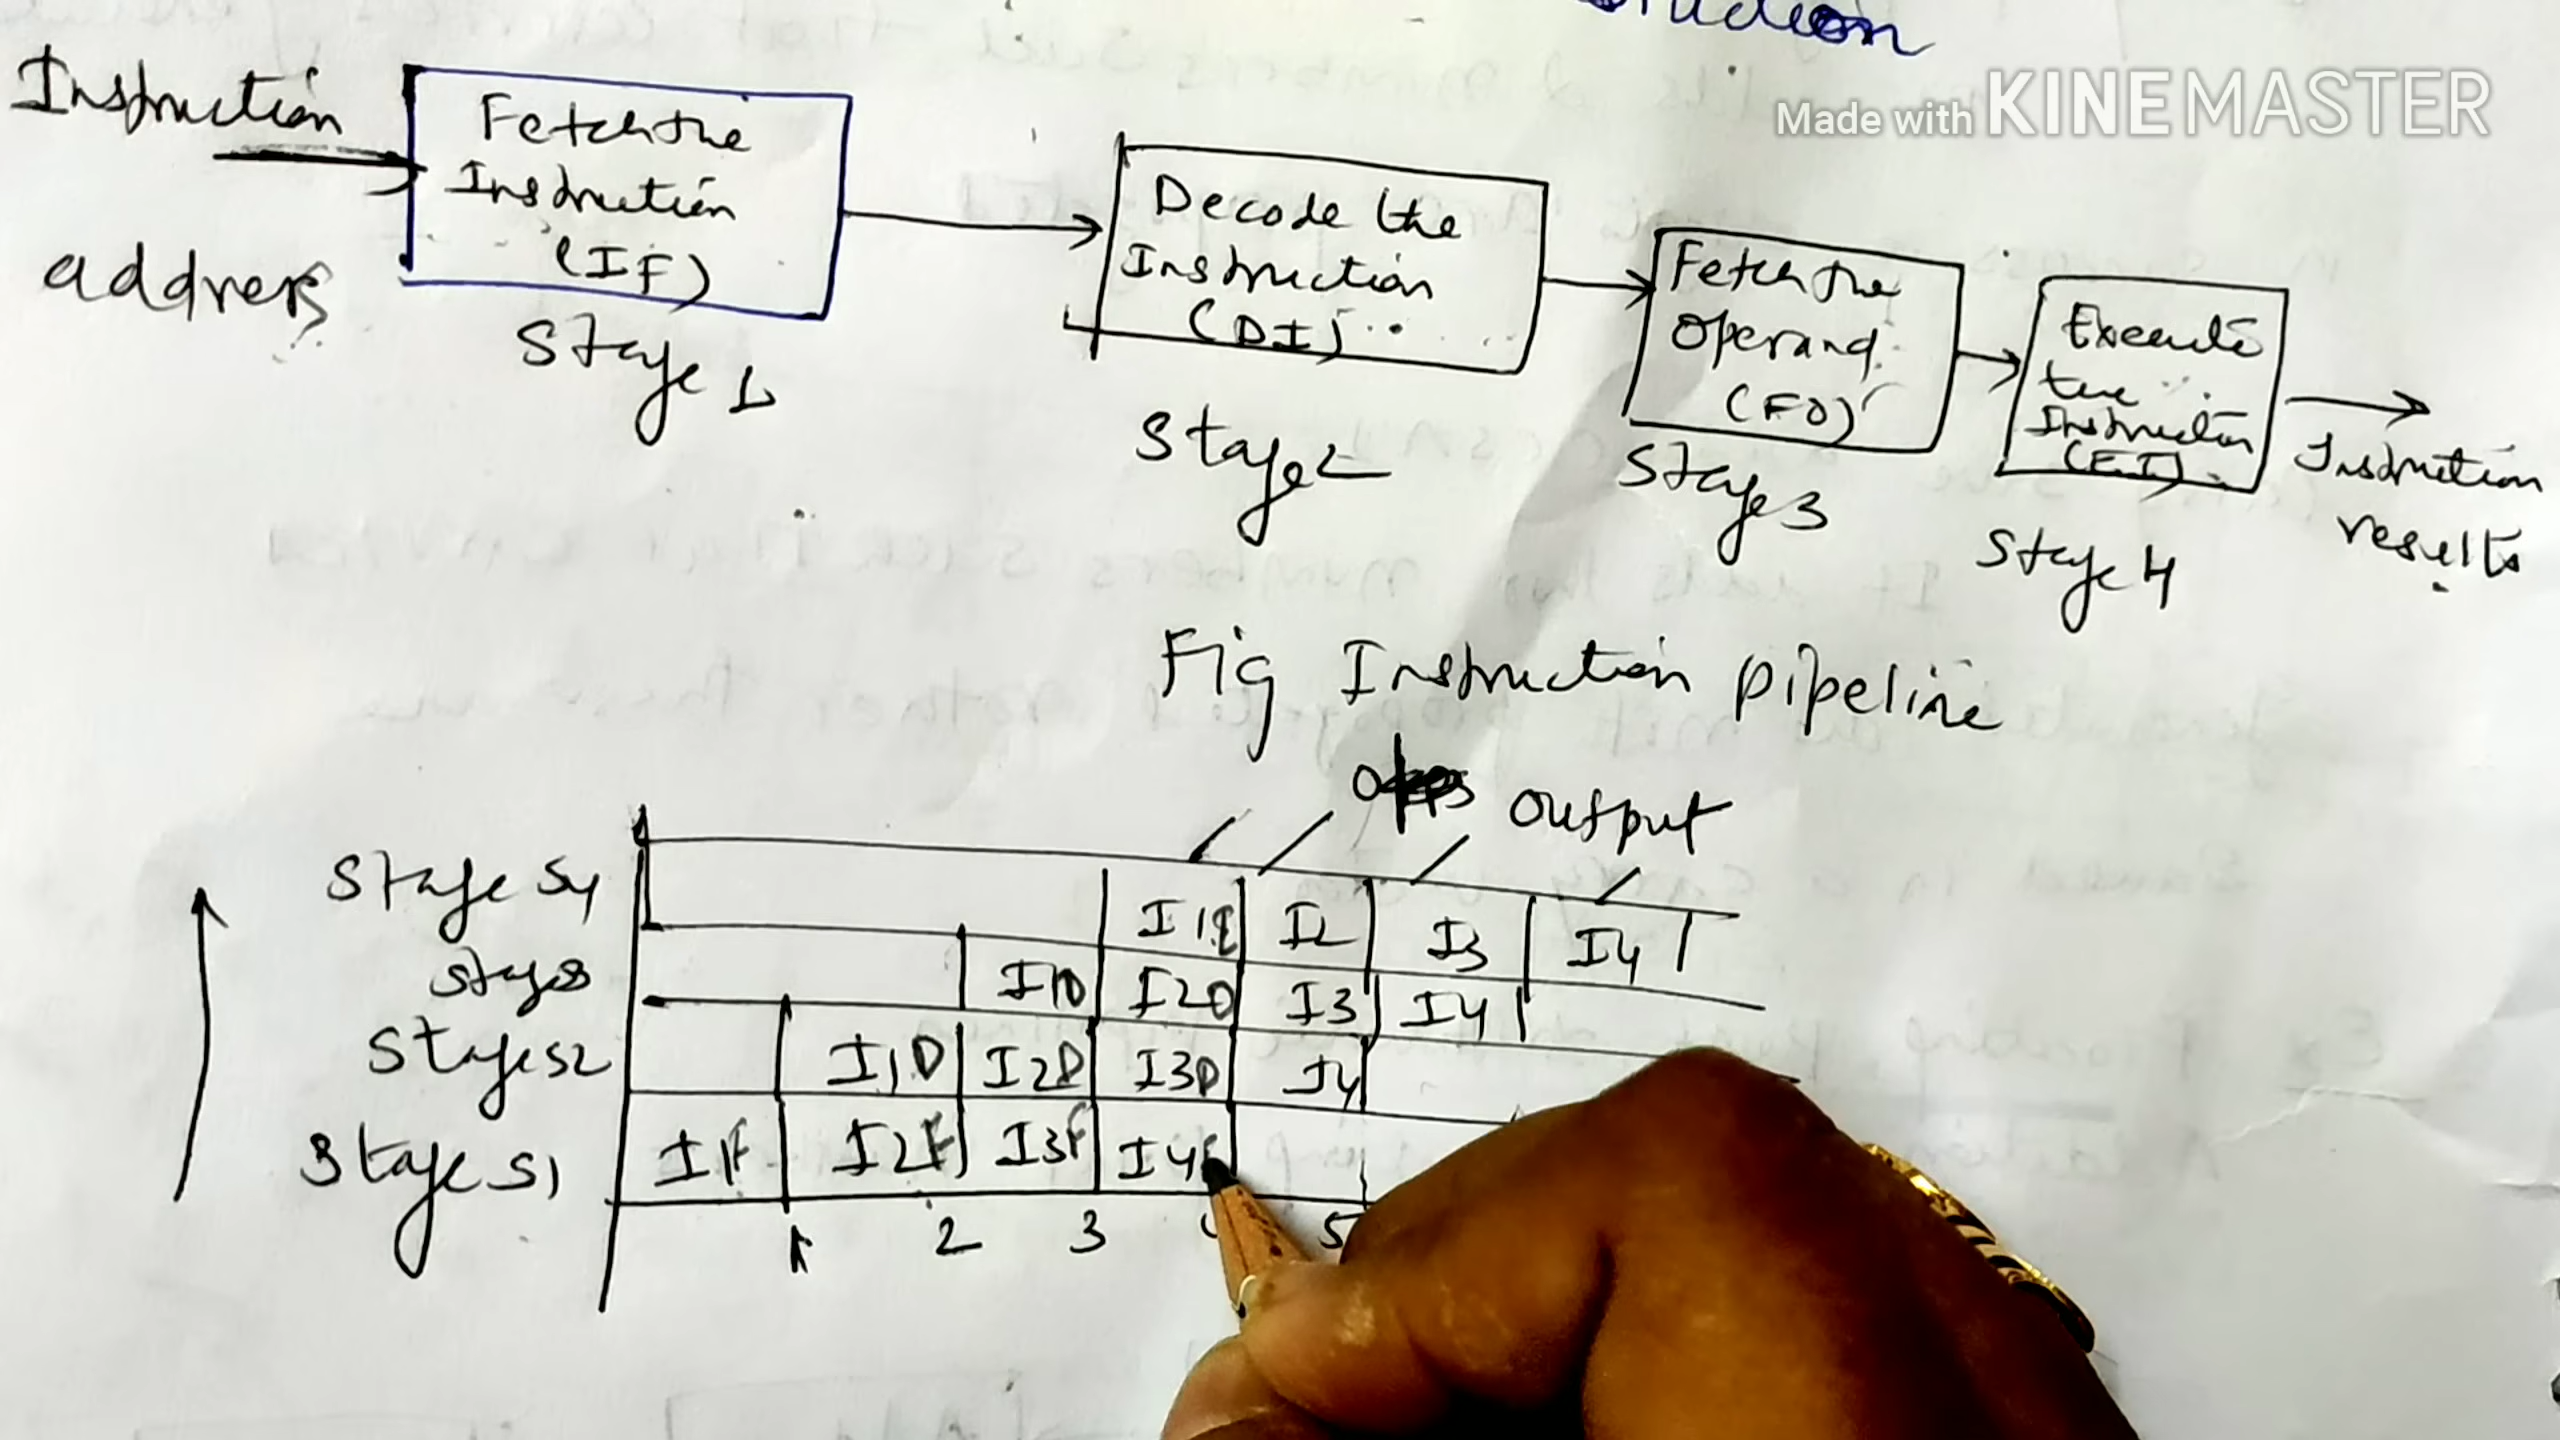 Made with KINEMASTER
Instruction
address
Fetch the
Instruction
(IF)
Stage 1
Decode the
Instruction
(DI)
Stage 2
Fetch the
Operand
(FO)
Stage 3
Execute
the
Instruction
(EI)
Stage 4
Instruction
results
Fig Instruction pipeline
output
Stage S4 I1E I2 I3 I4
I1O I2O I3 I4
Stage S2 I1D I2D I3D I4
Stage S1 I1F I2F I3F I4F
1 2 3 5